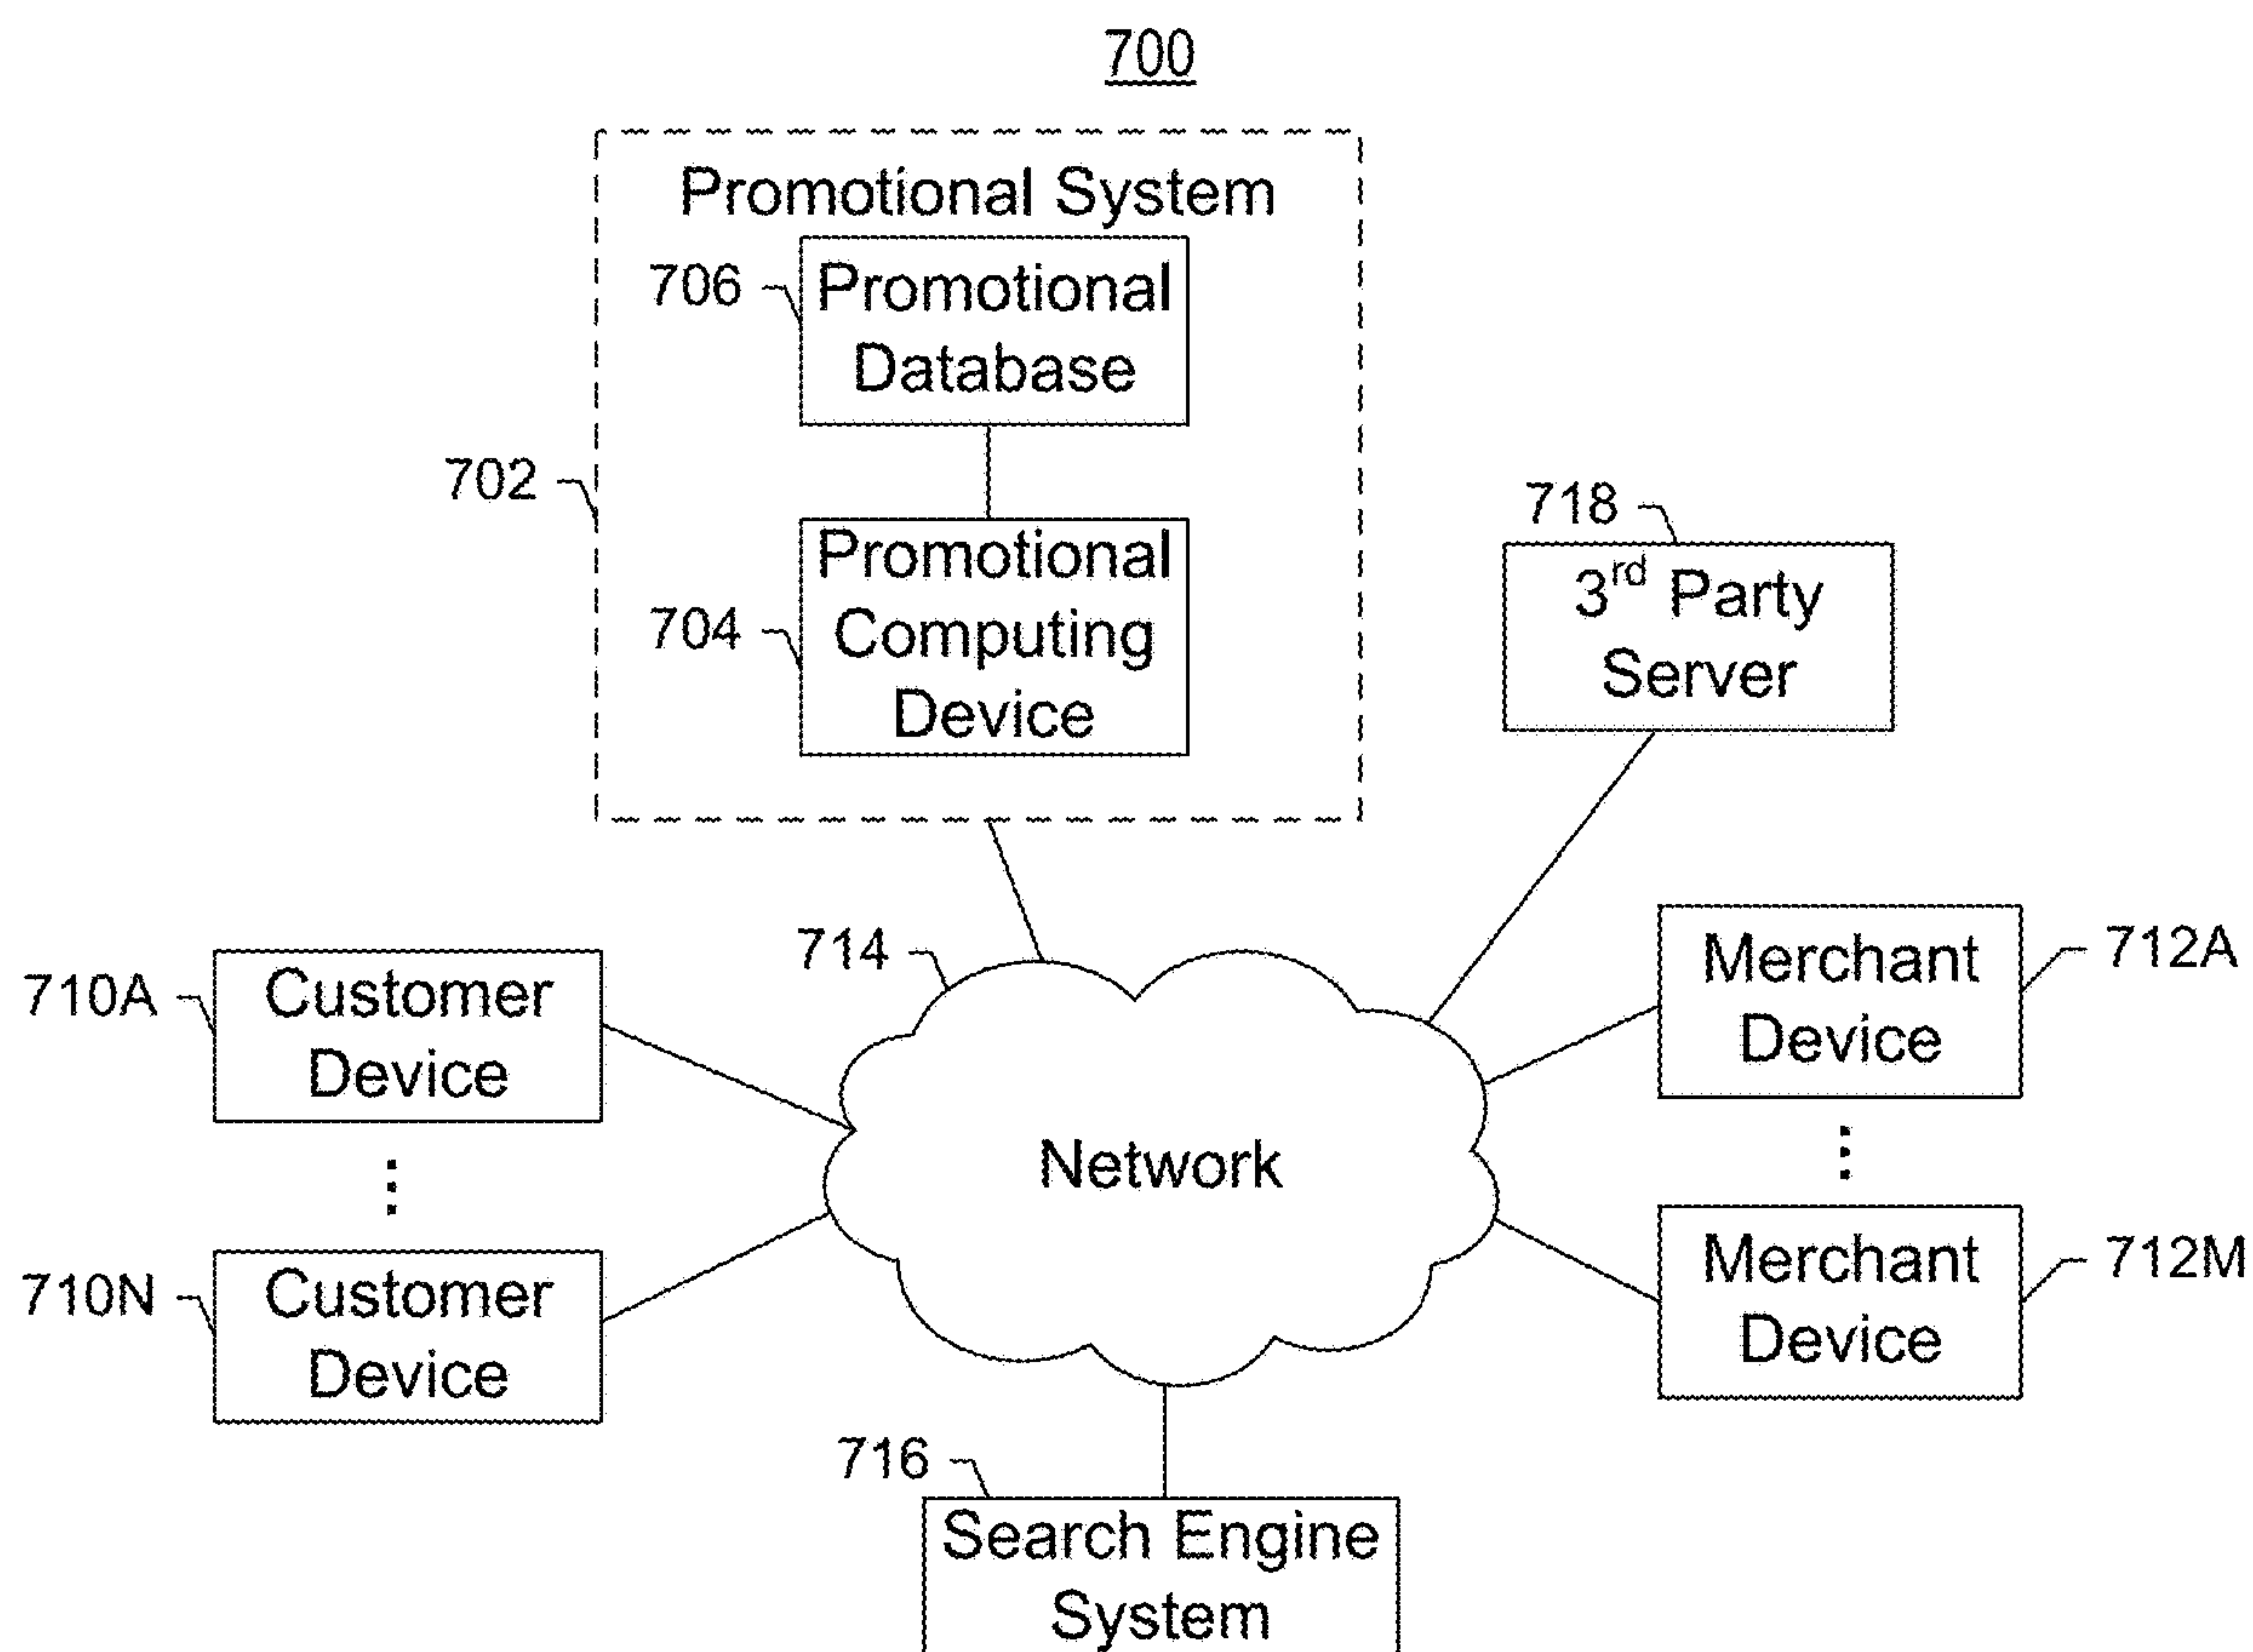 700
Promotional System
706
Promotional
Database
702
704
Promotional
Computing
Device
718
3rd Party
Server
714
710A
Customer
Device
712A
Merchant
Device
Network
710N
Customer
Device
712M
Merchant
Device
716
Search Engine
System